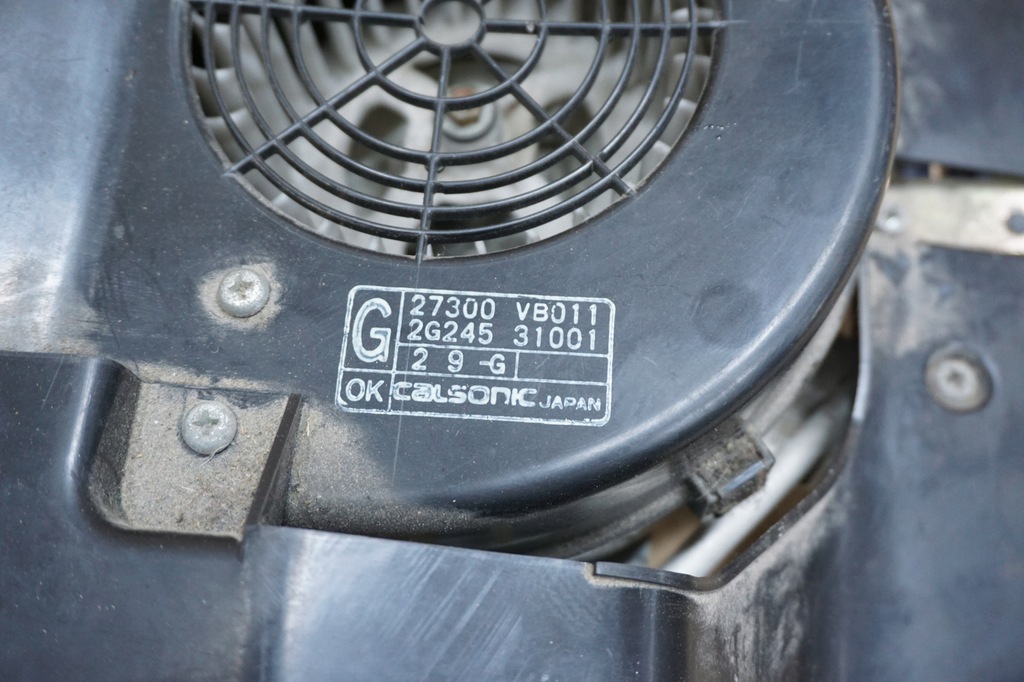 G
27300 VB011
2G245 31001
2 9 -G
OK calsonic JAPAN